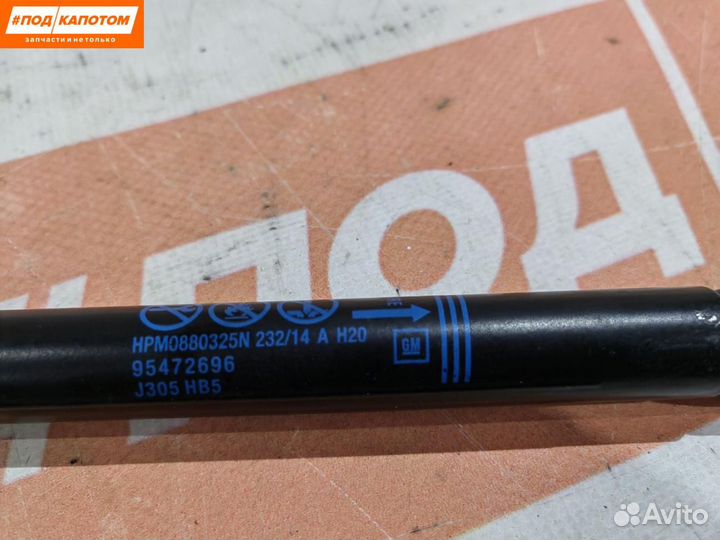 #ПОД КАПОТОМ
запчасти и не только
#ПОД
HPM0880325N 232/14 A H20
95472696
J305 HB5
GM
Avito